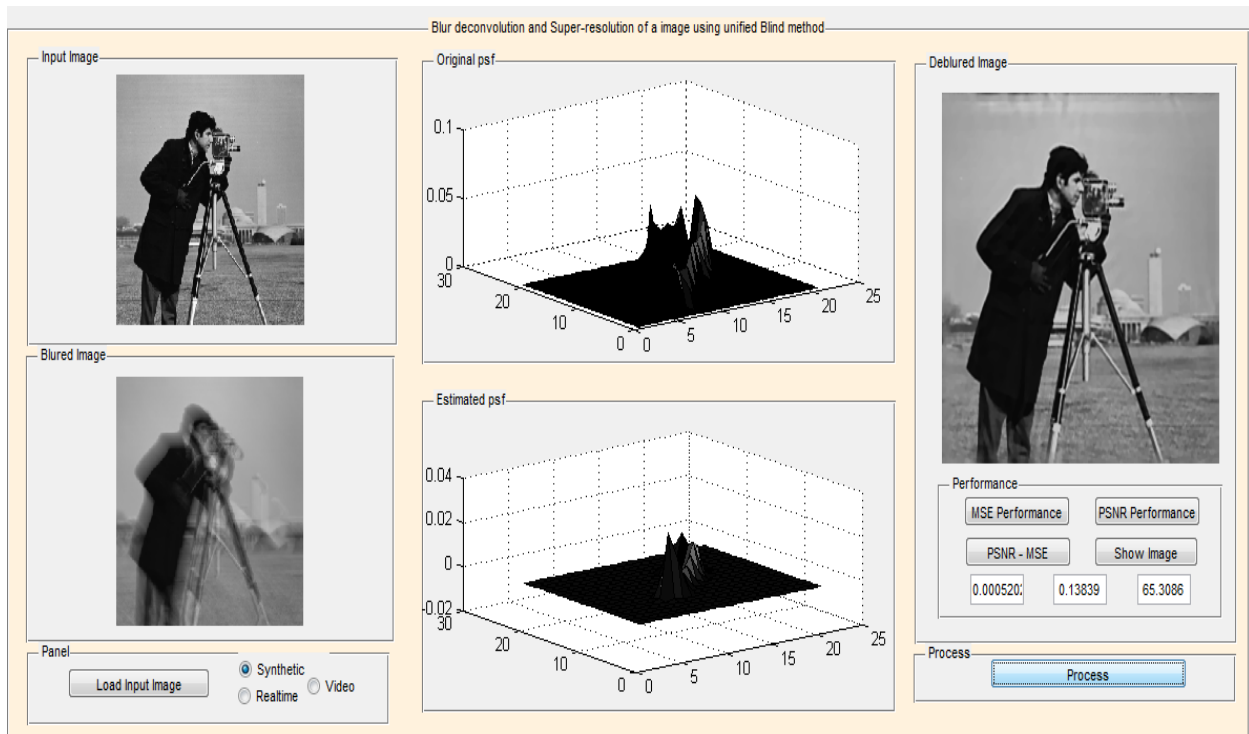 Blur deconvolution and Super-resolution of a image using unified Blind method
Input Image
Blured Image
Panel
Load Input Image
Synthetic
Realtime
Video
Original psf
0.1
0.05
0
30
20
10
0
0
5
10
15
20
25
Estimated psf
0.04
0.02
0
-0.02
30
20
10
0
0
5
10
15
20
25
Deblured Image
Performance
MSE Performance
PSNR Performance
PSNR - MSE
Show Image
0.000520
0.13839
65.3086
Process
Process